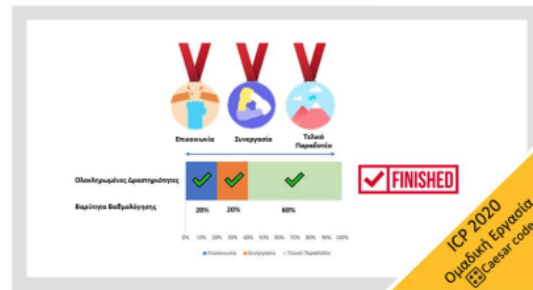 Επικοινωνία
Συνεργασία
Τελικό
Παραδοτέο
Ολοκληρωμένες Δραστηριότητες
FINISHED
Βαρύτητα Βαθμολόγησης
20%
20%
60%
0% 10% 20% 30% 40% 50% 60% 70% 80% 90% 100%
Επικοινωνία Συνεργασία Τελικό Παραδοτέο
ICP 2020
Ομαδική Εργασία
Caesar code